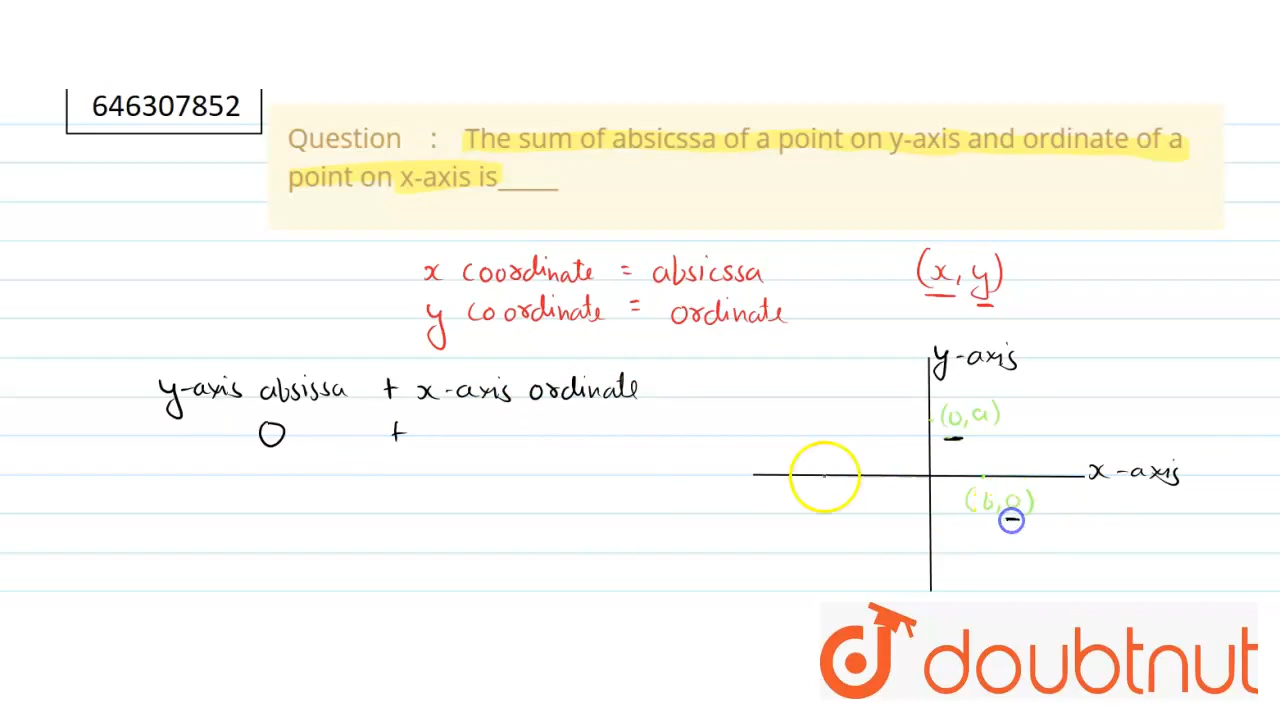 646307852
Question : The sum of absicssa of a point on y-axis and ordinate of a
point on x-axis is_____
x coordinate = absicssa
(x, y)
y coordinate = ordinate
y-axis
y-axis absissa + x-axis ordinate
0 +
(0, a)
x-axis
(b, 0)
doubtnut